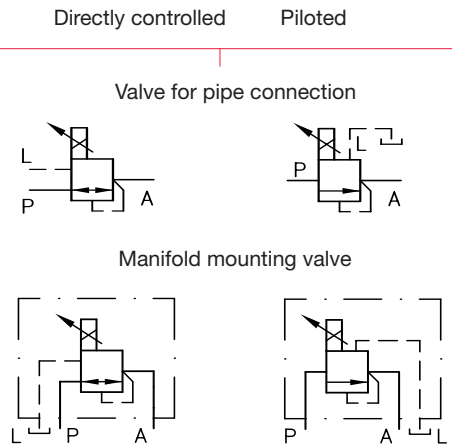 Directly controlled Piloted
Valve for pipe connection
L P A
P L A
Manifold mounting valve
L P A
P A L